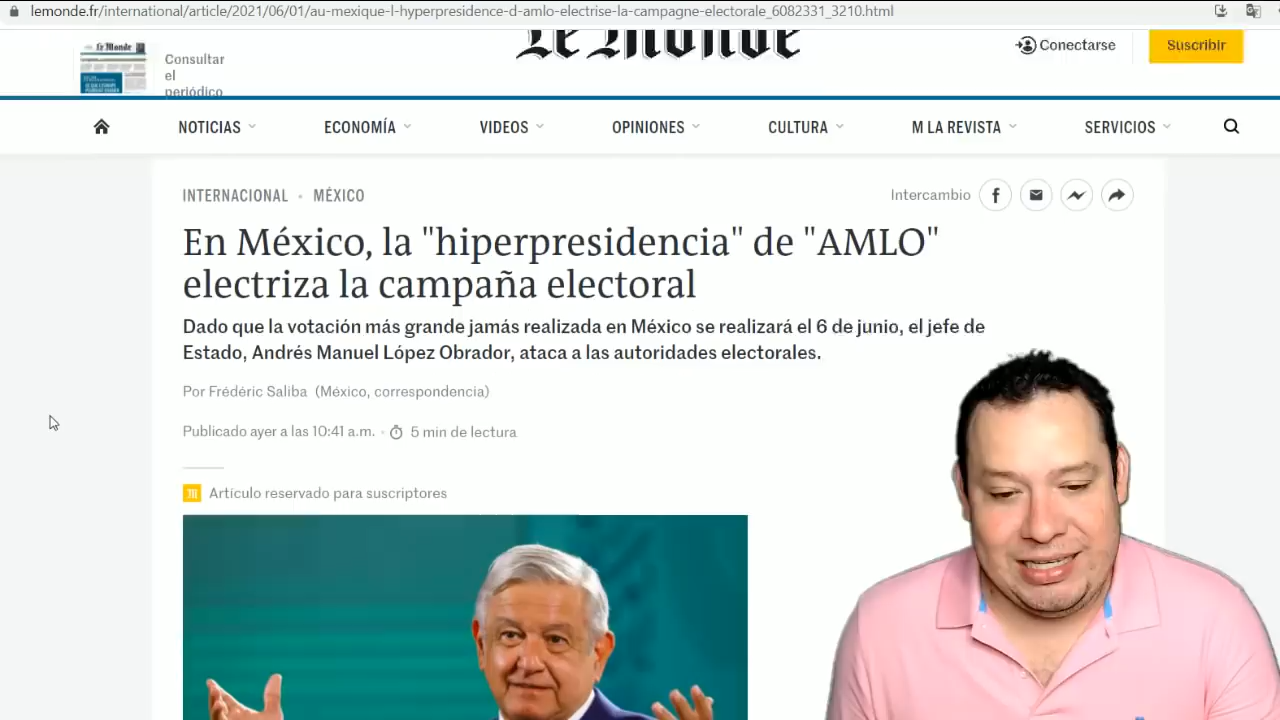 lemonde.fr/international/article/2021/06/01/au-mexique-l-hyperpresidence-d-amlo-electrise-la-campagne-electorale_6082331_3210.html
Le Monde
Le Monde
Consultar
el
periódico
Conectarse
Suscribir
NOTICIAS
ECONOMÍA
VIDEOS
OPINIONES
CULTURA
M LA REVISTA
SERVICIOS
INTERNACIONAL • MÉXICO
Intercambio
En México, la "hiperpresidencia" de "AMLO"
electriza la campaña electoral
Dado que la votación más grande jamás realizada en México se realizará el 6 de junio, el jefe de
Estado, Andrés Manuel López Obrador, ataca a las autoridades electorales.
Por Frédéric Saliba (México, correspondencia)
Publicado ayer a las 10:41 a.m. • 5 min de lectura
Artículo reservado para suscriptores